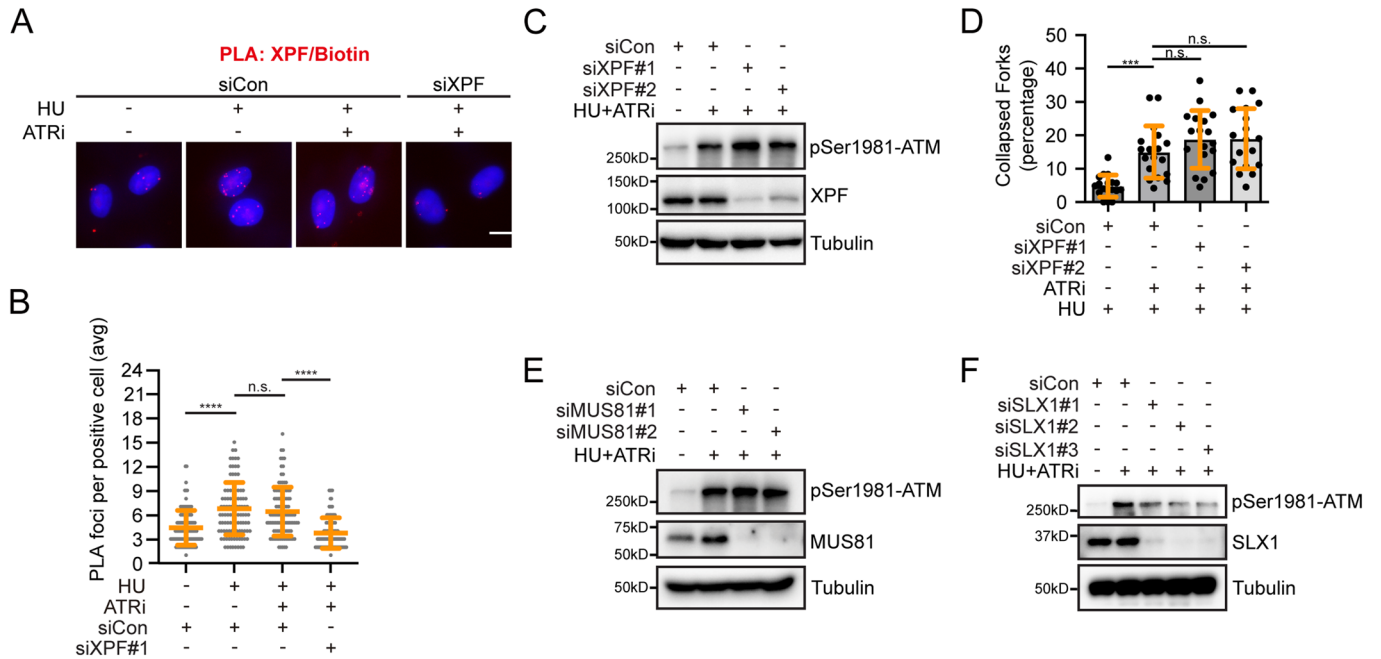 A
PLA: XPF/Biotin
siCon siXPF
HU - + + +
ATRi - - + +
B
PLA foci per positive cell (avg)
24
21
18
15
12
9
6
3
0
**** n.s. ****
HU - + + +
ATRi - - + +
siCon + + + -
siXPF#1 - - - +
C
siCon + + - -
siXPF#1 - - + -
siXPF#2 - - - +
HU+ATRi - + + +
250kD pSer1981-ATM
150kD
100kD XPF
50kD Tubulin
D
Collapsed Forks
(percentage)
50
40
30
20
10
0
n.s.
*** n.s.
siCon + + - -
siXPF#1 - - + -
siXPF#2 - - - +
ATRi - + + +
HU + + + +
E
siCon + + - -
siMUS81#1 - - + -
siMUS81#2 - - - +
HU+ATRi - + + +
250kD pSer1981-ATM
75kD
50kD MUS81
50kD Tubulin
F
siCon + + - - -
siSLX1#1 - - + - -
siSLX1#2 - - - + -
siSLX1#3 - - - - +
HU+ATRi - + + + +
250kD pSer1981-ATM
37kD SLX1
50kD Tubulin